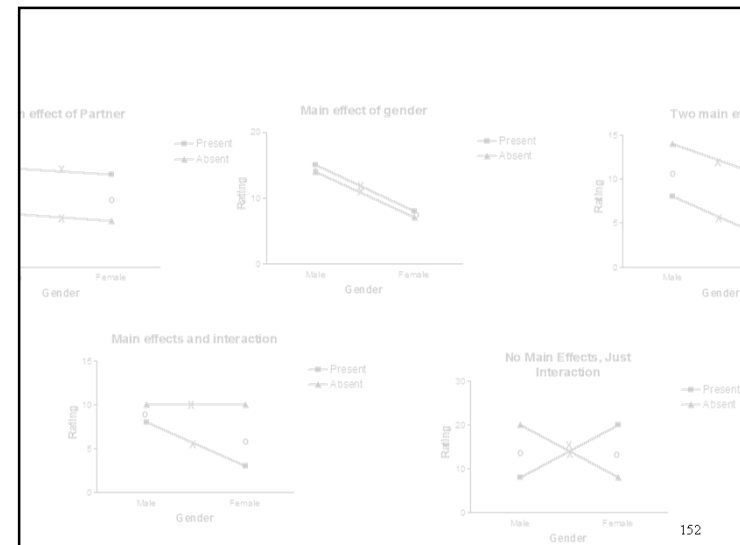 n effect of Partner
X
O
X
Female
Gender
Main effect of gender
Present
Absent
20
10
0
Rating
X
X
O
Male
Female
Gender
Present
Absent
Two main ef
15
10
5
0
Rating
O
X
X
Male
Gender
Main effects and interaction
15
10
5
0
Rating
O
X
X
O
Male
Female
Gender
Present
Absent
No Main Effects, Just
Interaction
30
20
10
0
Rating
O
X
X
O
Male
Female
Gender
Present
Absent
152